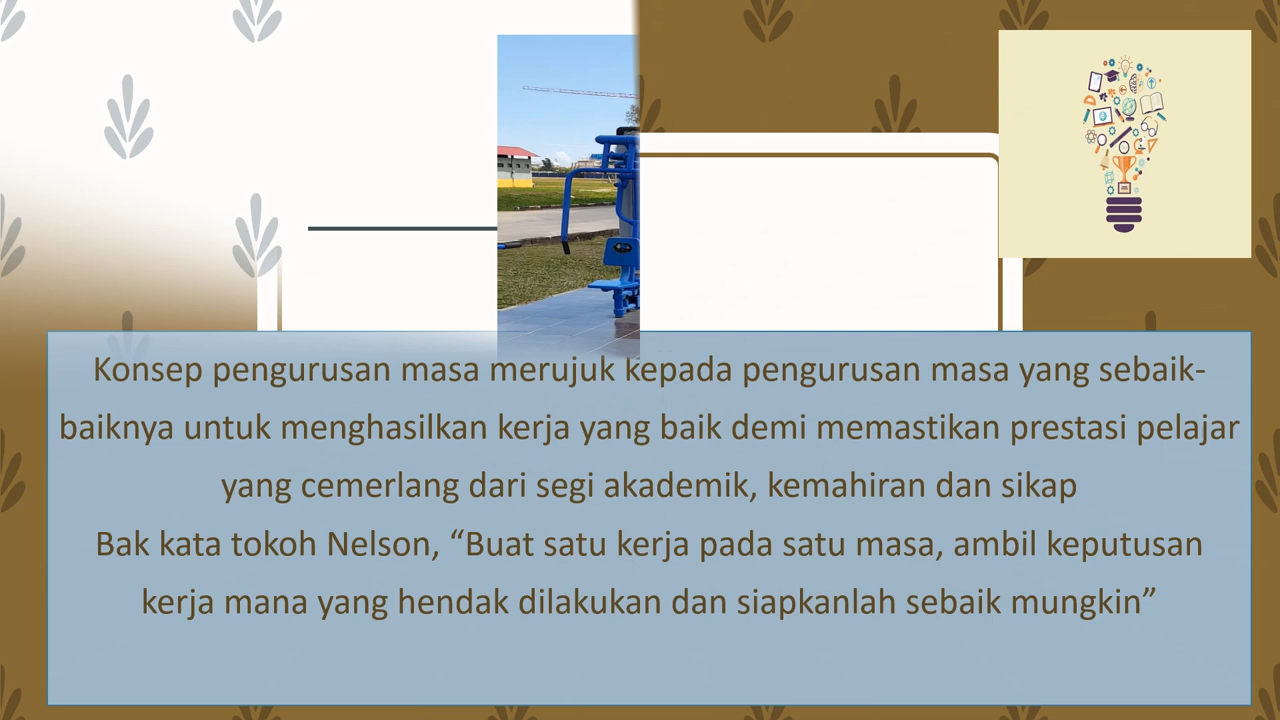 Konsep pengurusan masa merujuk kepada pengurusan masa yang sebaik-
baiknya untuk menghasilkan kerja yang baik demi memastikan prestasi pelajar
yang cemerlang dari segi akademik, kemahiran dan sikap
Bak kata tokoh Nelson, “Buat satu kerja pada satu masa, ambil keputusan
kerja mana yang hendak dilakukan dan siapkanlah sebaik mungkin”